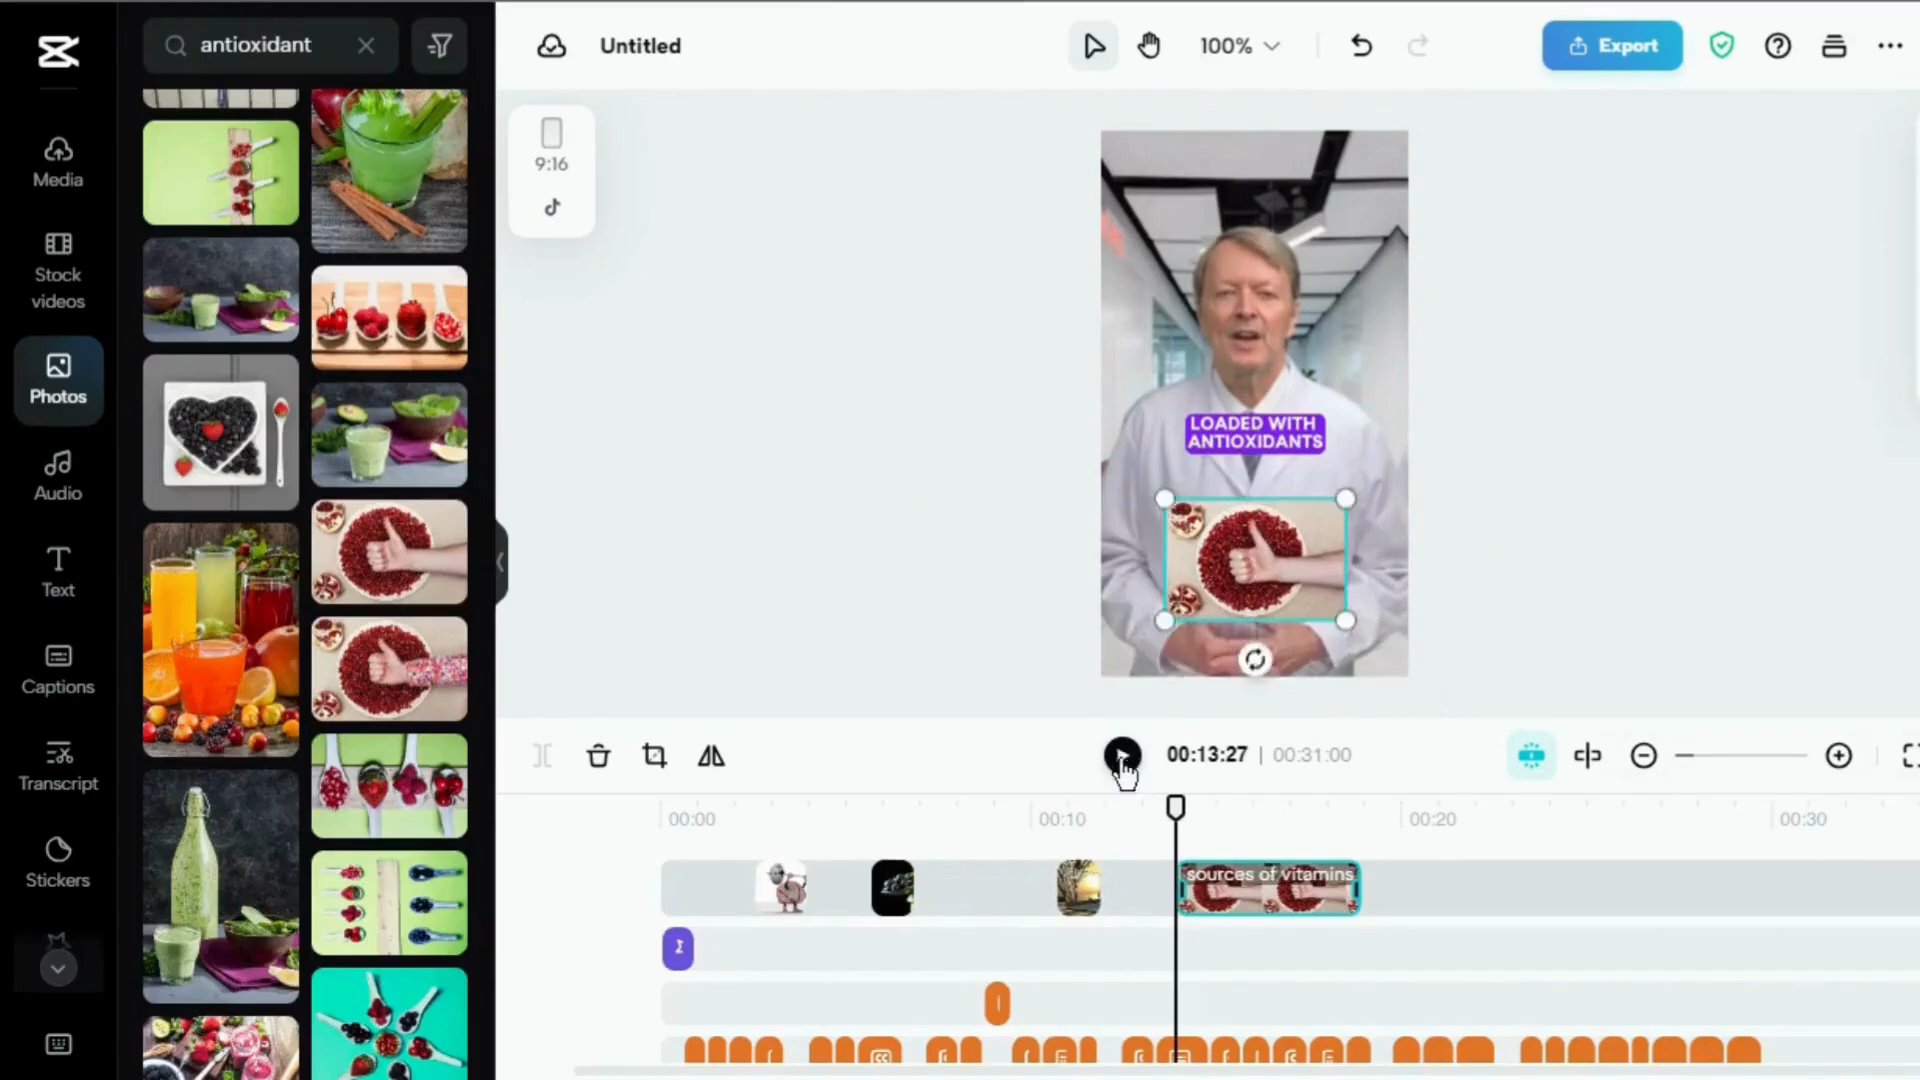 antioxidant
Untitled
100%
Export
9:16
Media
Stock
videos
Photos
Audio
Text
Captions
Transcript
Stickers
LOADED WITH
ANTIOXIDANTS
00:13:27 | 00:31:00
00:00
00:10
00:20
00:30
sources of vitamins